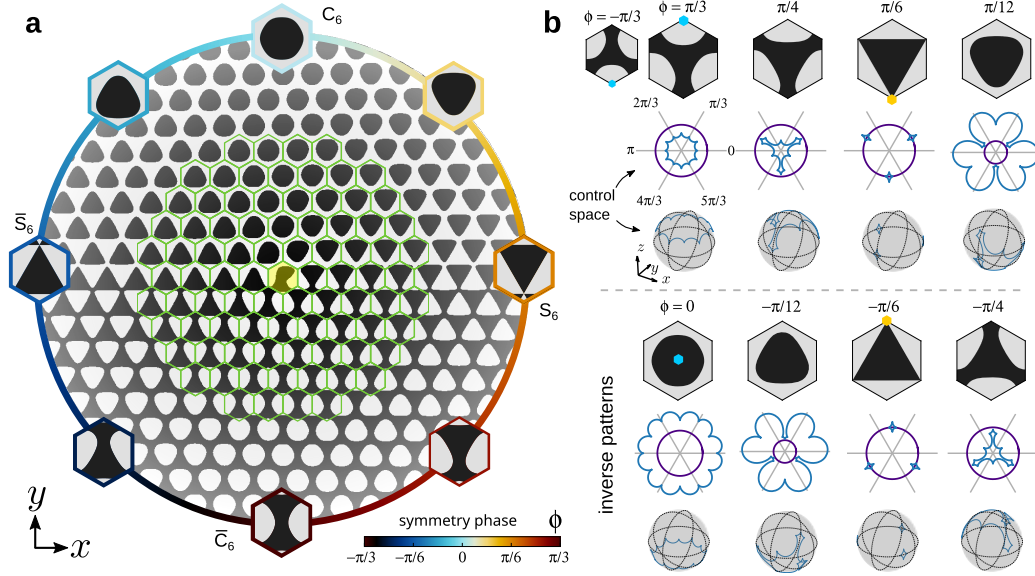 a
C₆
S̅₆
S₆
C̅₆
y
x
symmetry phase ϕ
−π/3 −π/6 0 π/6 π/3
b
ϕ = −π/3 ϕ = π/3 π/4 π/6 π/12
2π/3 π/3
π 0
4π/3 5π/3
control
space
z
y
x
ϕ = 0 −π/12 −π/6 −π/4
inverse patterns